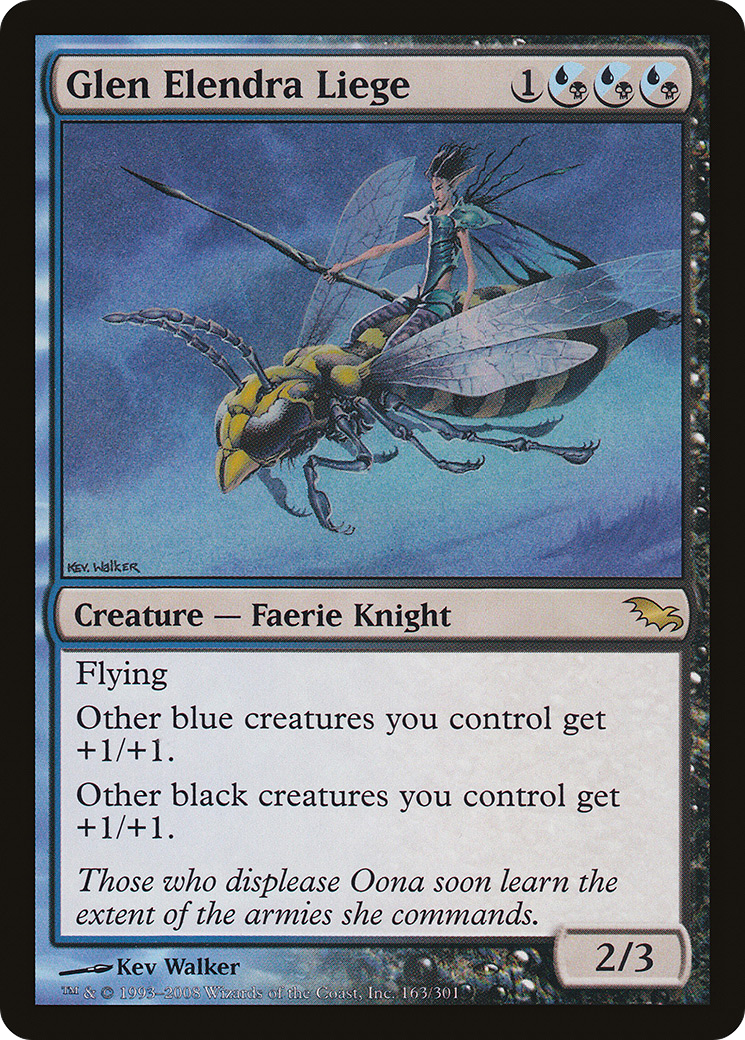 Glen Elendra Liege 1
KEV. WALKER
Creature — Faerie Knight
Flying
Other blue creatures you control get
+1/+1.
Other black creatures you control get
+1/+1.
Those who displease Oona soon learn the
extent of the armies she commands.
2/3
Kev Walker
™ & © 1993–2008 Wizards of the Coast, Inc. 163/301